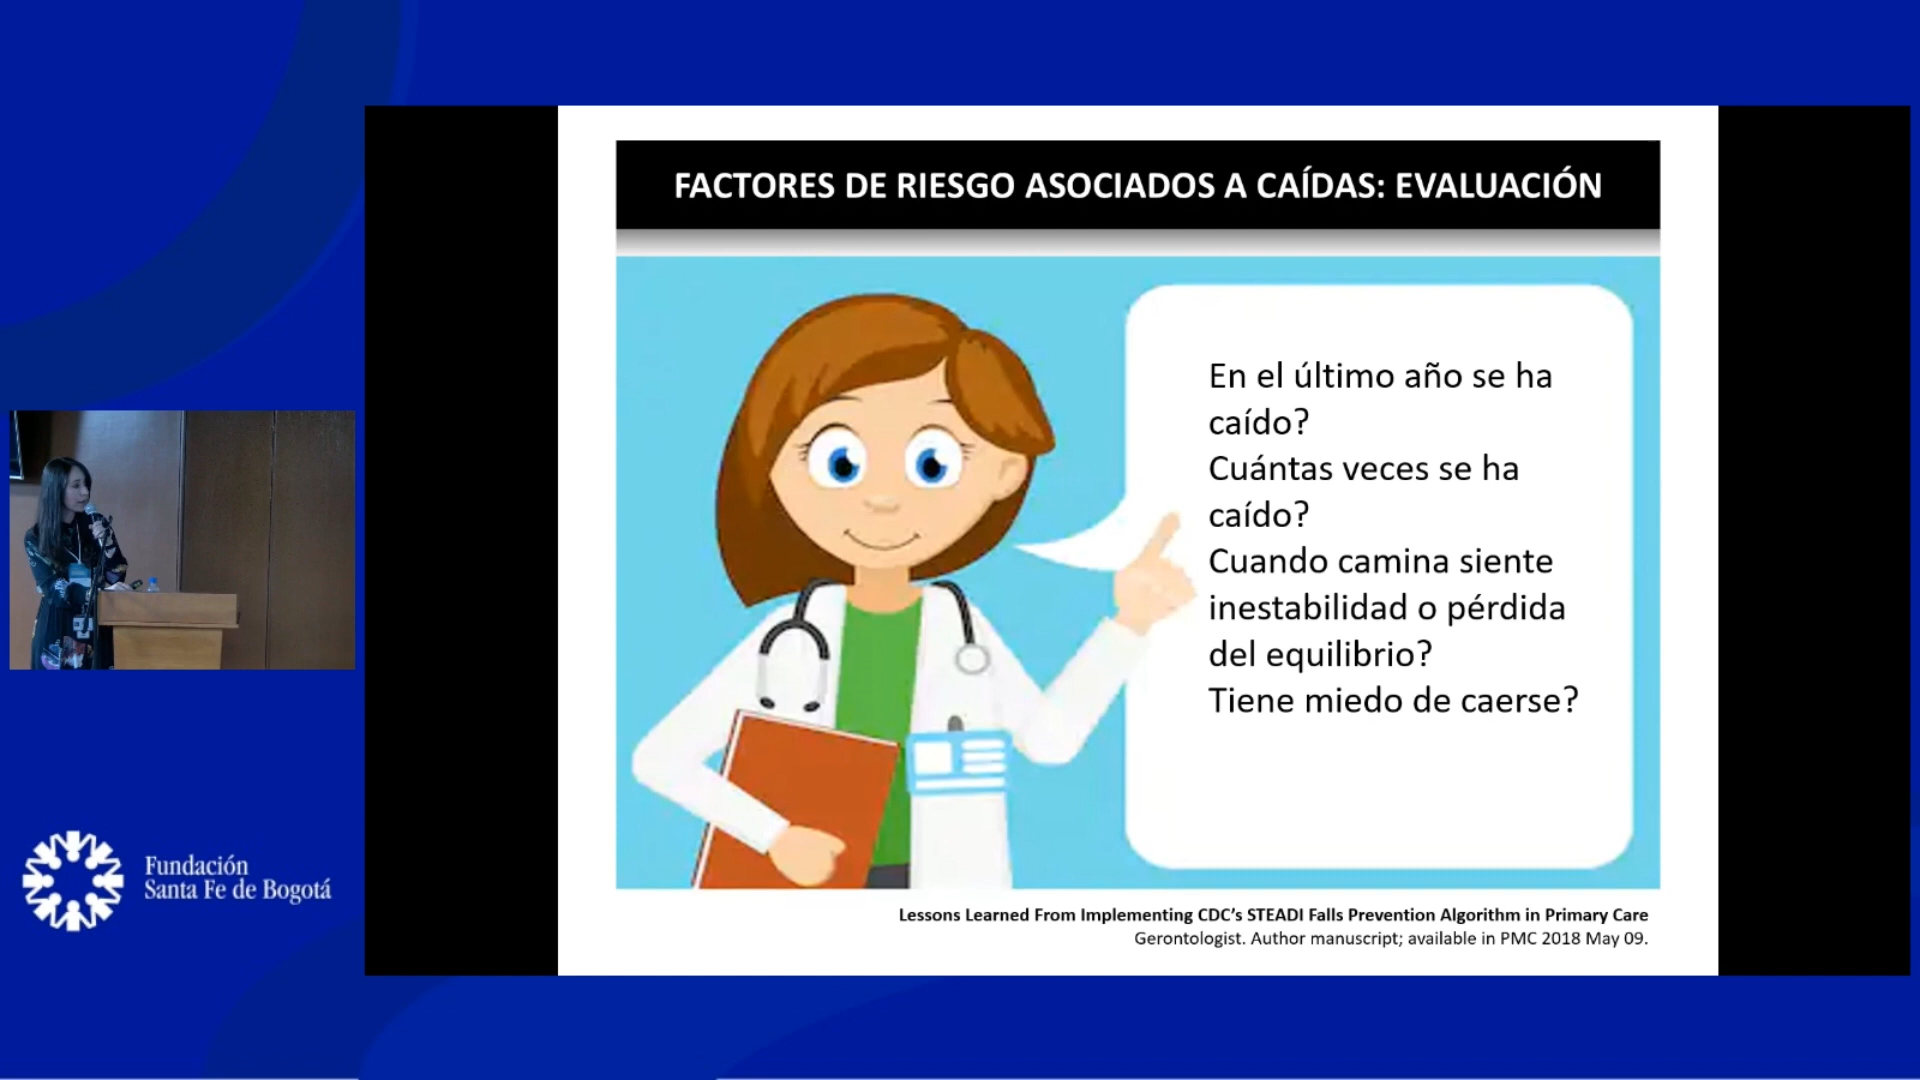 FACTORES DE RIESGO ASOCIADOS A CAÍDAS: EVALUACIÓN
En el último año se ha
caído?
Cuántas veces se ha
caído?
Cuando camina siente
inestabilidad o pérdida
del equilibrio?
Tiene miedo de caerse?
Lessons Learned From Implementing CDC's STEADI Falls Prevention Algorithm in Primary Care
Gerontologist. Author manuscript; available in PMC 2018 May 09.
Fundación
Santa Fe de Bogotá